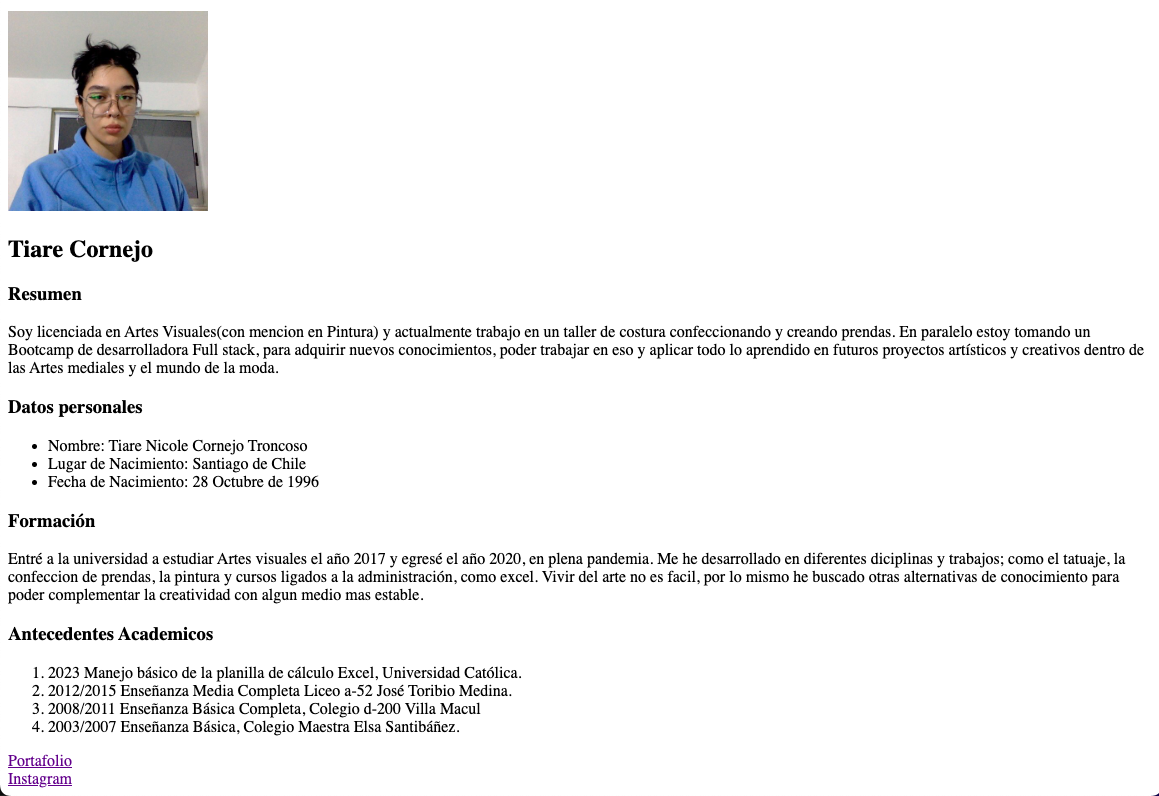 Tiare Cornejo
Resumen
Soy licenciada en Artes Visuales(con mencion en Pintura) y actualmente trabajo en un taller de costura confeccionando y creando prendas. En paralelo estoy tomando un
Bootcamp de desarrolladora Full stack, para adquirir nuevos conocimientos, poder trabajar en eso y aplicar todo lo aprendido en futuros proyectos artísticos y creativos dentro de
las Artes mediales y el mundo de la moda.
Datos personales
• Nombre: Tiare Nicole Cornejo Troncoso
• Lugar de Nacimiento: Santiago de Chile
• Fecha de Nacimiento: 28 Octubre de 1996
Formación
Entré a la universidad a estudiar Artes visuales el año 2017 y egresé el año 2020, en plena pandemia. Me he desarrollado en diferentes diciplinas y trabajos; como el tatuaje, la
confeccion de prendas, la pintura y cursos ligados a la administración, como excel. Vivir del arte no es facil, por lo mismo he buscado otras alternativas de conocimiento para
poder complementar la creatividad con algun medio mas estable.
Antecedentes Academicos
1. 2023 Manejo básico de la planilla de cálculo Excel, Universidad Católica.
2. 2012/2015 Enseñanza Media Completa Liceo a-52 José Toribio Medina.
3. 2008/2011 Enseñanza Básica Completa, Colegio d-200 Villa Macul
4. 2003/2007 Enseñanza Básica, Colegio Maestra Elsa Santibáñez.
Portafolio
Instagram